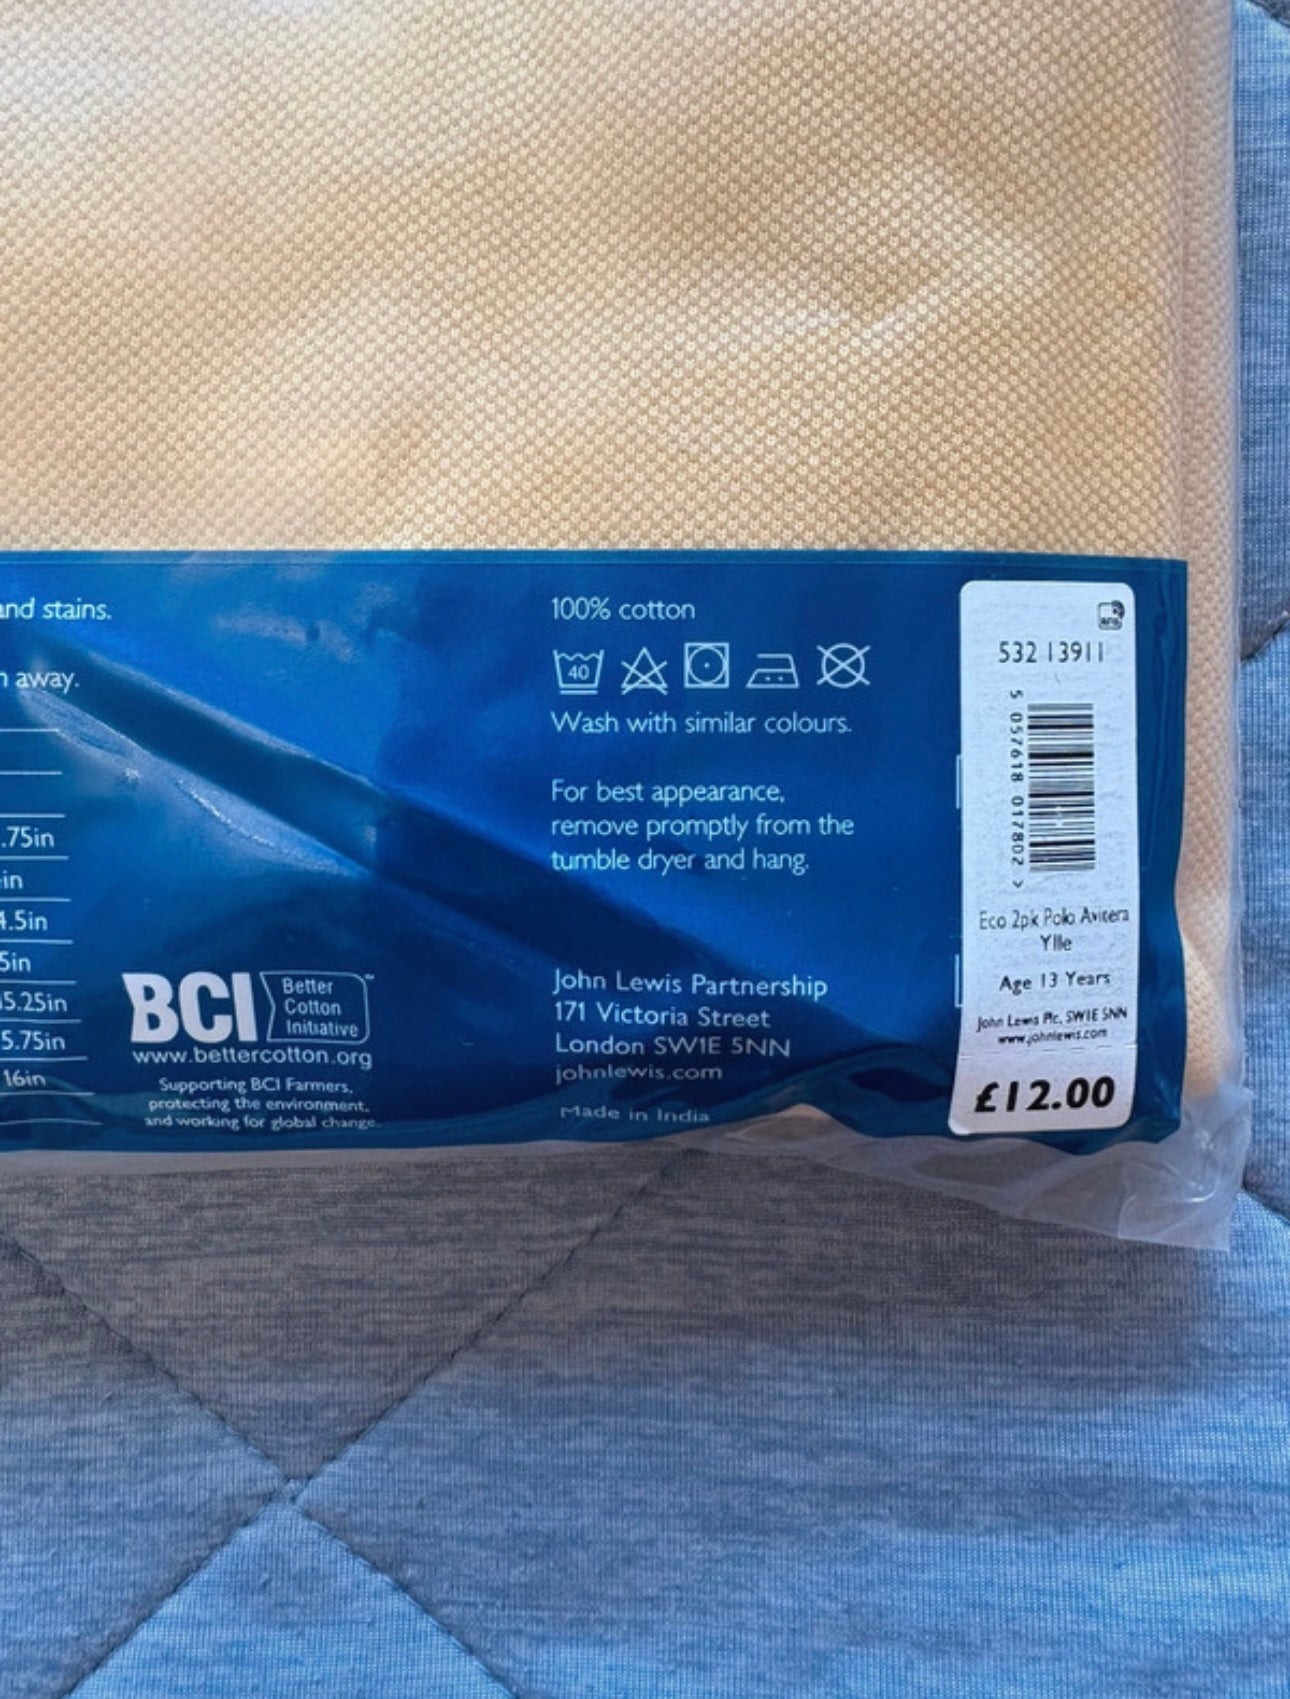 and stains.
away.
.75in
in
4.5in
5in
5.25in
5.75in
16in
BCI Better
Cotton
Initiative™
www.bettercotton.org
Supporting BCI Farmers,
protecting the environment,
and working for global change.
100% cotton
40
Wash with similar colours.
For best appearance,
remove promptly from the
tumble dryer and hang.
John Lewis Partnership
171 Victoria Street
London SW1E 5NN
johnlewis.com
Made in India
532 13911
5 057618 017802 >
Eco 2pk Polo Avitera
Ylle
Age 13 Years
John Lewis Plc, SW1E 5NN
www.johnlewis.com
£12.00